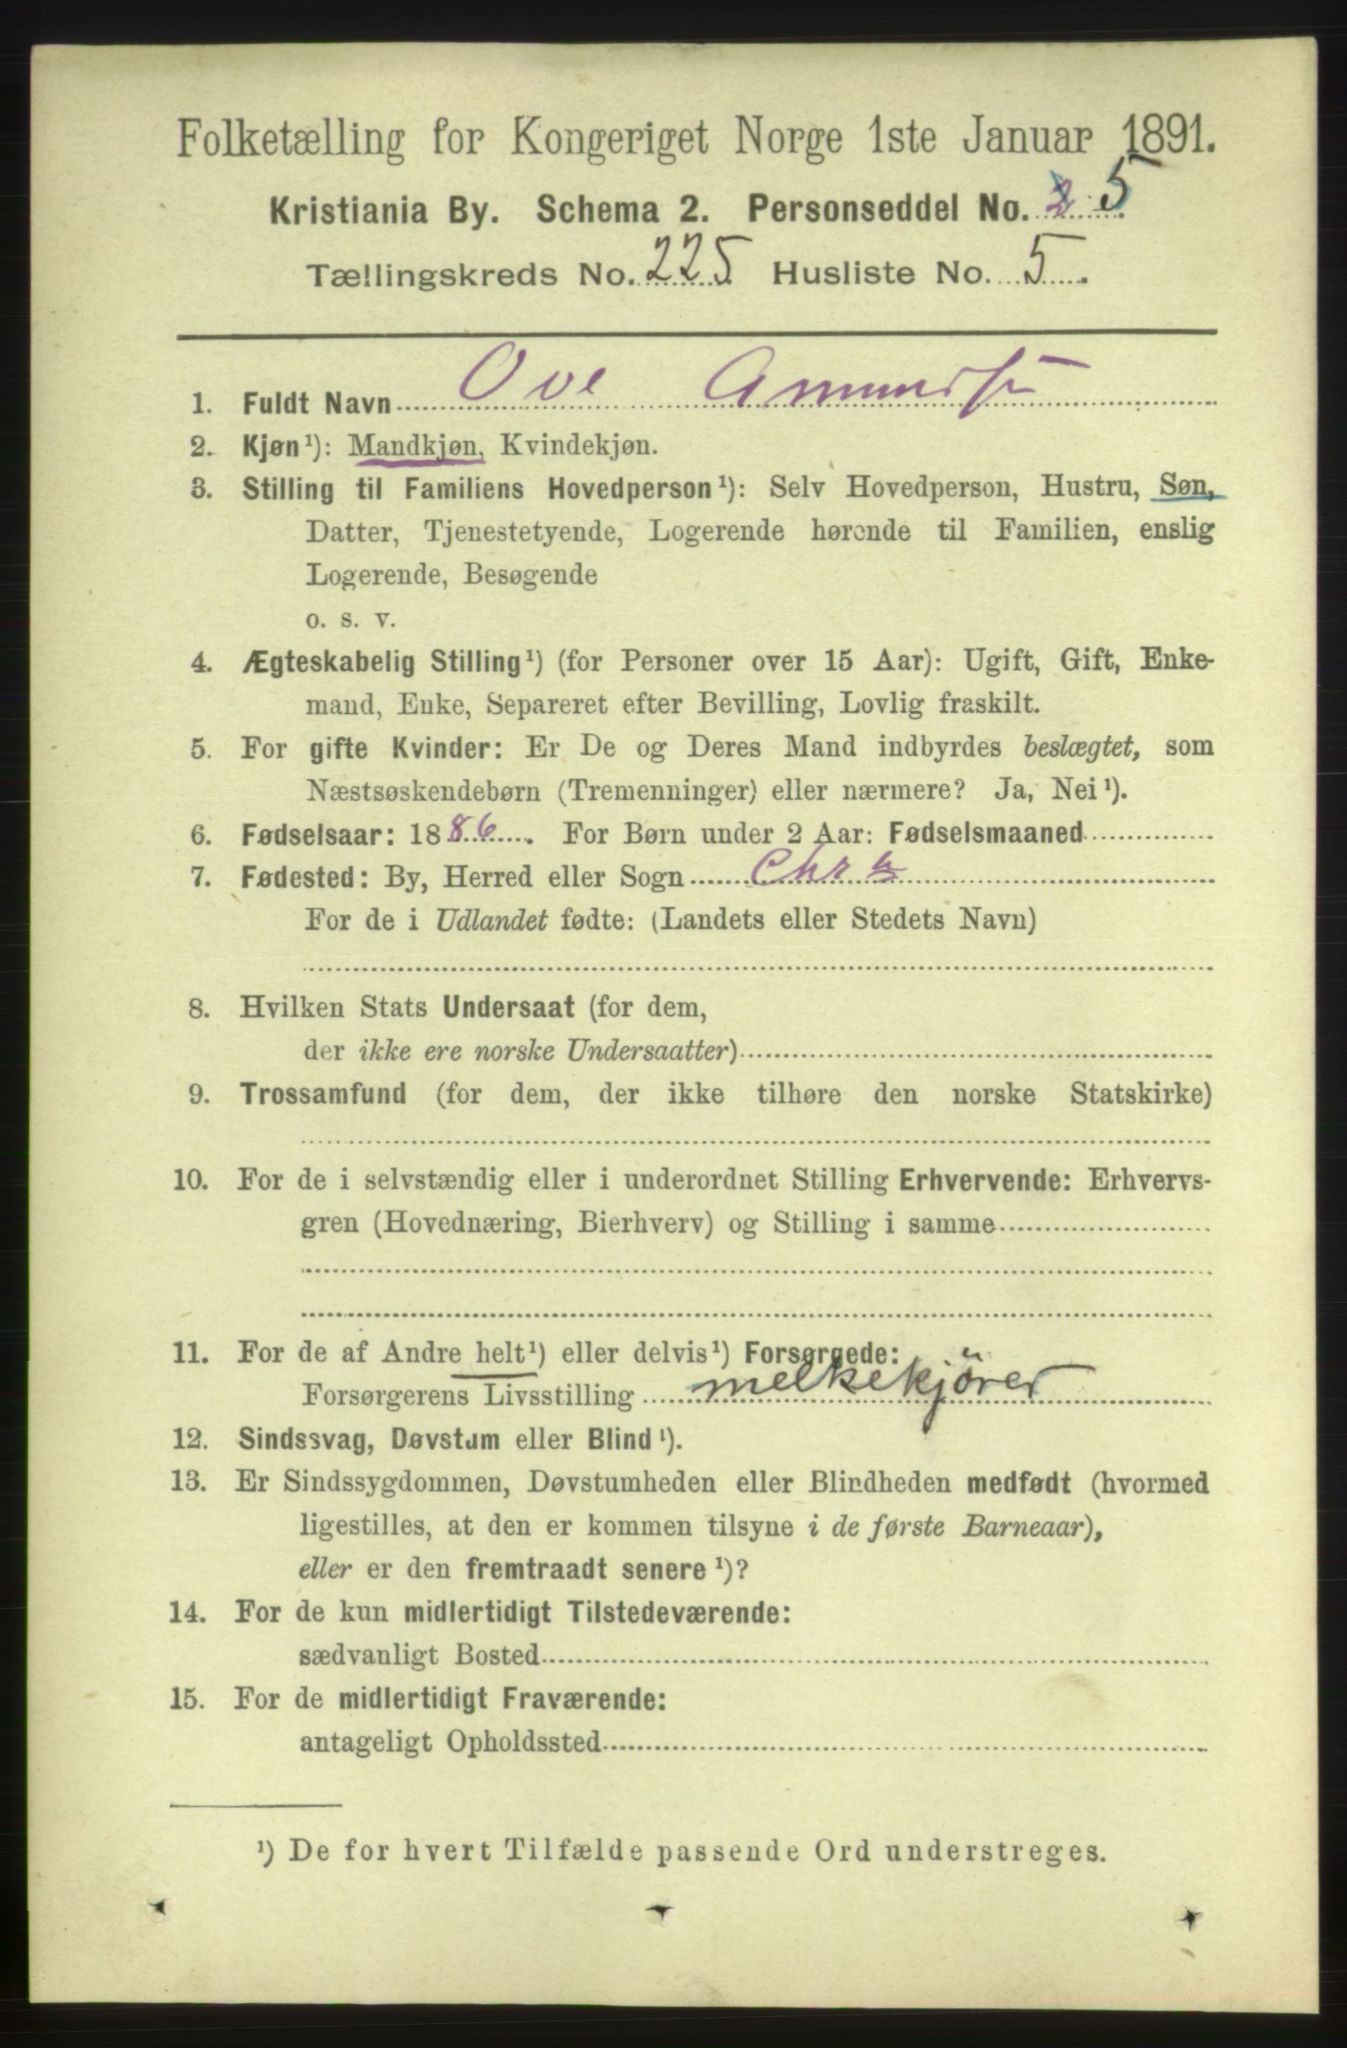 Folketælling for Kongeriget Norge 1ste Januar 1891.
Kristiania By. Schema 2. Personseddel No. 2 5
Tællingskreds No. 225 Husliste No. 5.
1. Fuldt Navn Ove Amundsen
2. Kjøn¹): Mandkjøn, Kvindekjøn.
3. Stilling til Familiens Hovedperson¹): Selv Hovedperson, Hustru, Søn,
Datter, Tjenestetyende, Logerende hørende til Familien, enslig
Logerende, Besøgende
o. s. v.
4. Ægteskabelig Stilling¹) (for Personer over 15 Aar): Ugift, Gift, Enke-
mand, Enke, Separeret efter Bevilling, Lovlig fraskilt.
5. For gifte Kvinder: Er De og Deres Mand indbyrdes beslægtet, som
Næstsøskendebørn (Tremenninger) eller nærmere? Ja, Nei¹).
6. Fødselsaar: 1886. For Børn under 2 Aar: Fødselsmaaned
7. Fødested: By, Herred eller Sogn Chra
For de i Udlandet fødte: (Landets eller Stedets Navn)
8. Hvilken Stats Undersaat (for dem,
der ikke ere norske Undersaatter)
9. Trossamfund (for dem, der ikke tilhøre den norske Statskirke)
10. For de i selvstændig eller i underordnet Stilling Erhvervende: Erhvervs-
gren (Hovednæring, Bierhverv) og Stilling i samme
11. For de af Andre helt¹) eller delvis¹) Forsørgede:
Forsørgerens Livsstilling melkekjörer
12. Sindssvag, Døvstum eller Blind¹).
13. Er Sindssygdommen, Døvstumheden eller Blindheden medfødt (hvormed
ligestilles, at den er kommen tilsyne i de første Barneaar),
eller er den fremtraadt senere¹)?
14. For de kun midlertidigt Tilstedeværende:
sædvanligt Bosted
15. For de midlertidigt Fraværende:
antageligt Opholdssted
¹) De for hvert Tilfælde passende Ord understreges.